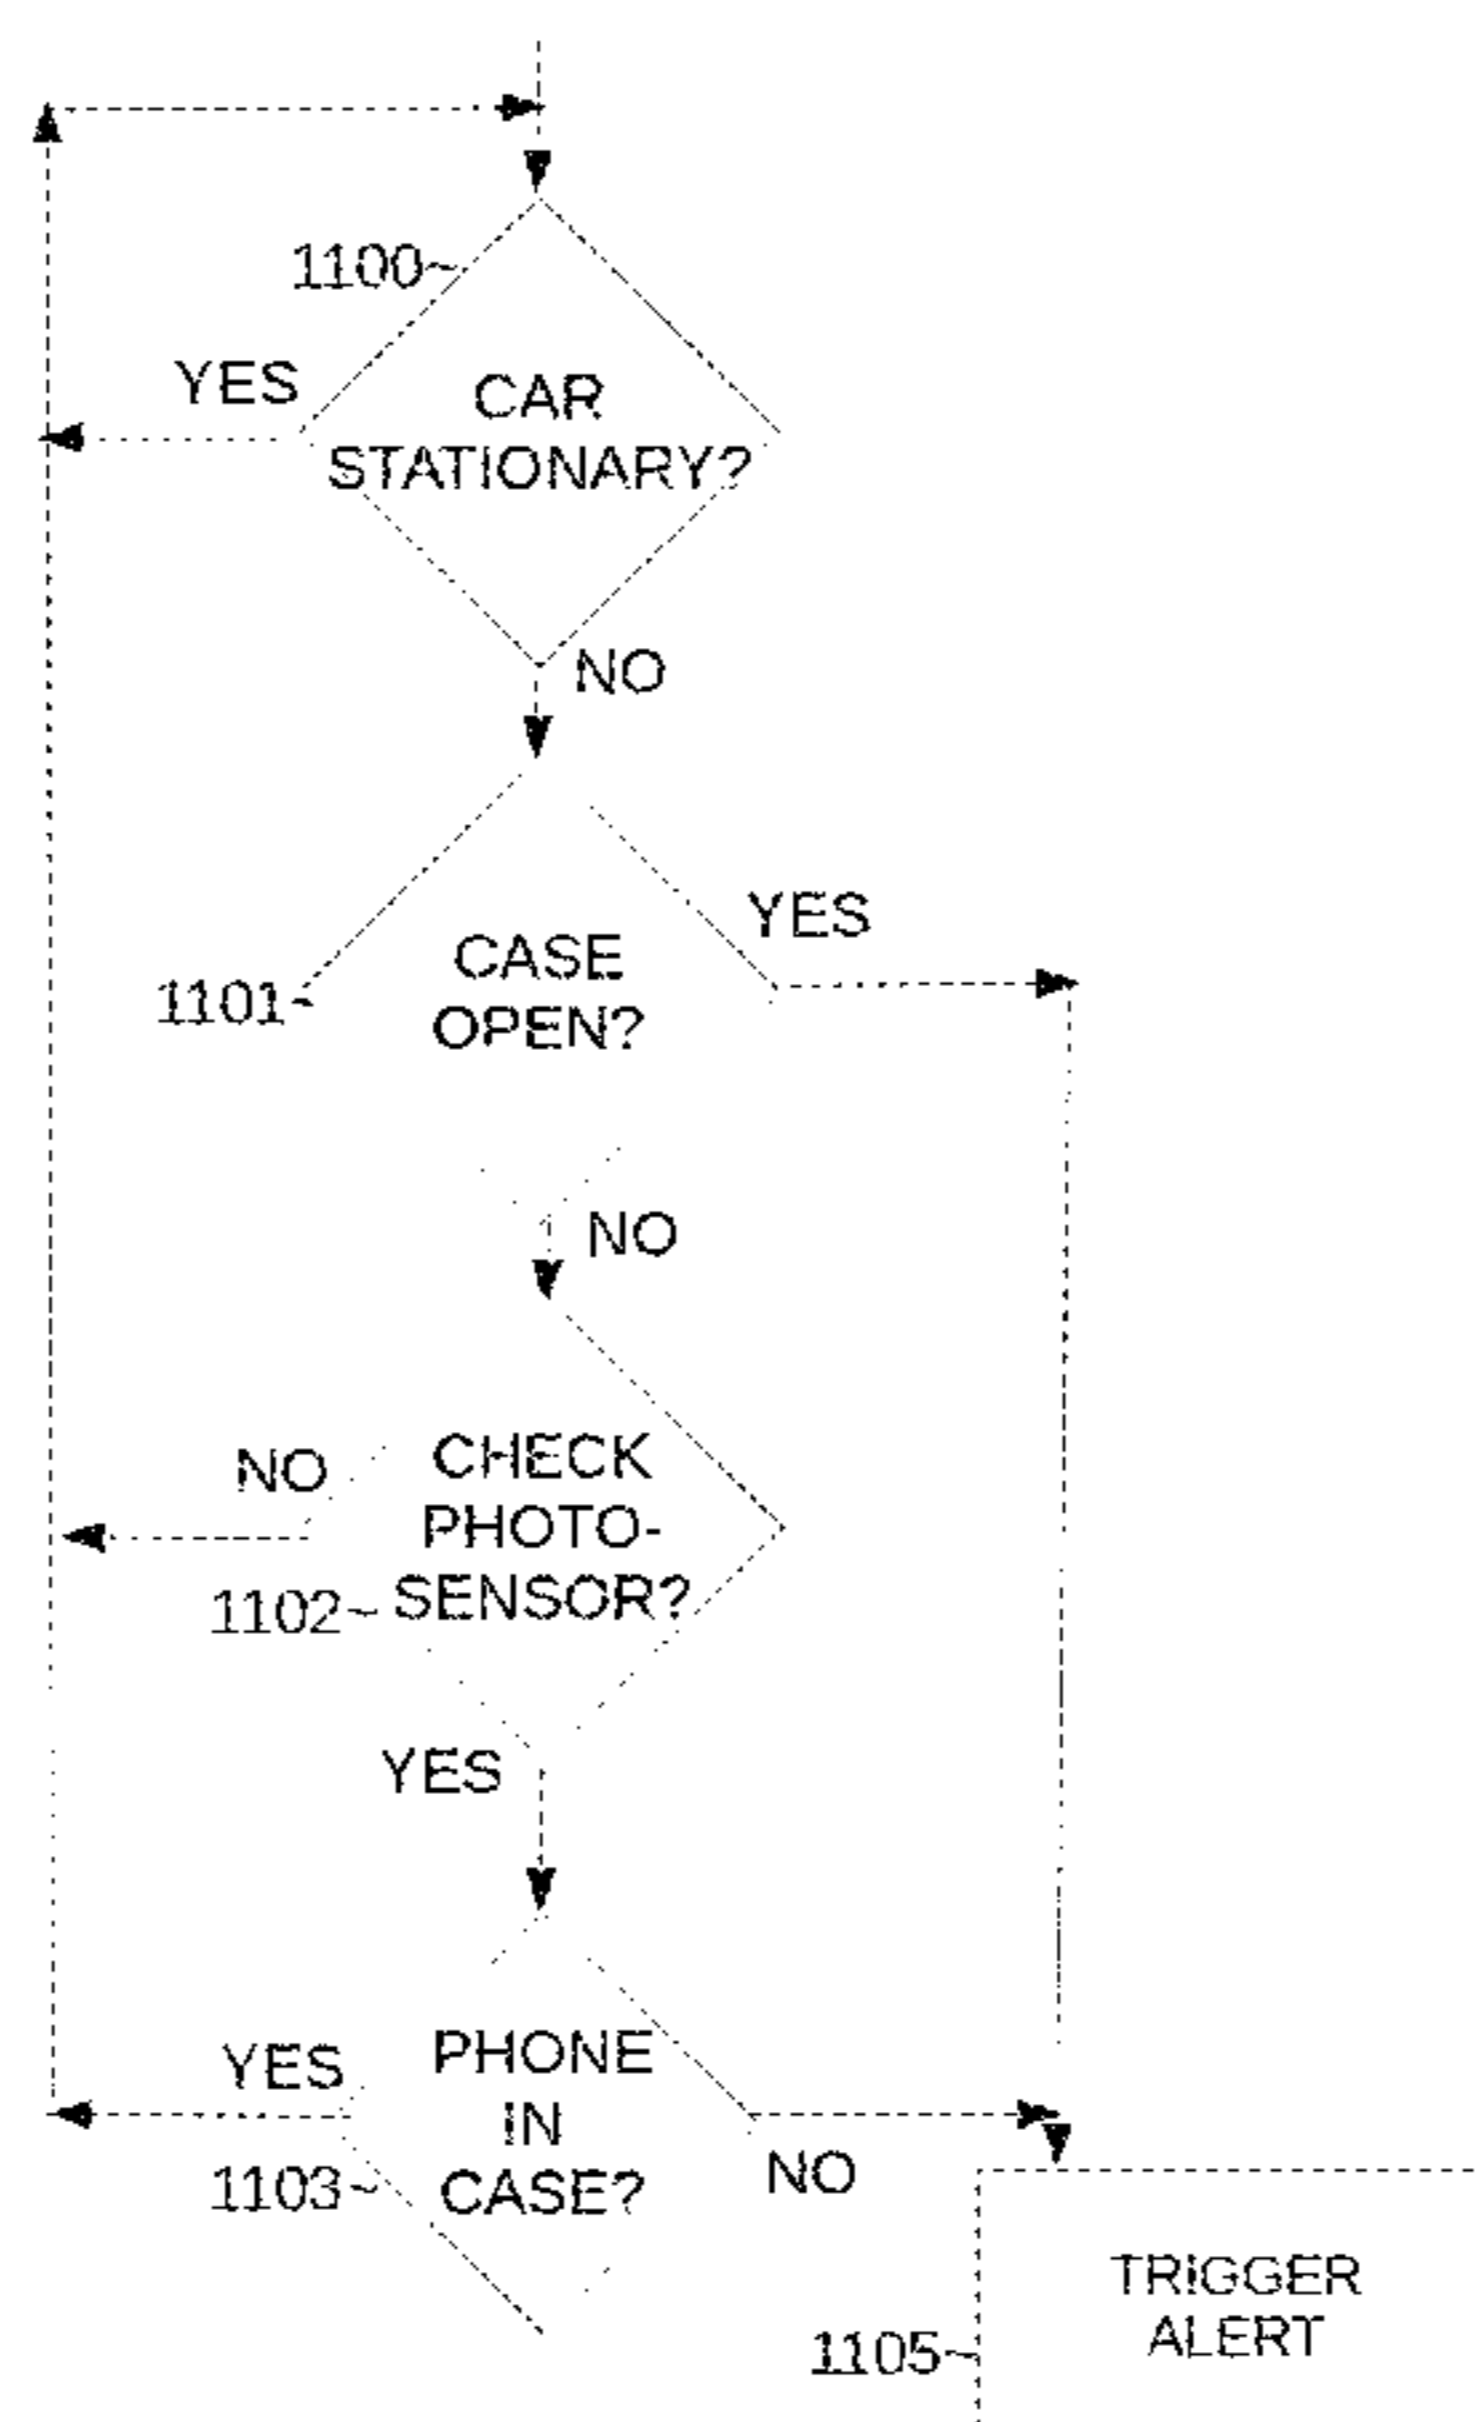 1100~
YES
CAR
STATIONARY?
NO
YES
CASE
OPEN?
1101~
NO
NO
CHECK
PHOTO-
SENSOR?
1102~
YES
YES
PHONE
IN
CASE?
1103~
NO
TRIGGER
ALERT
1105~